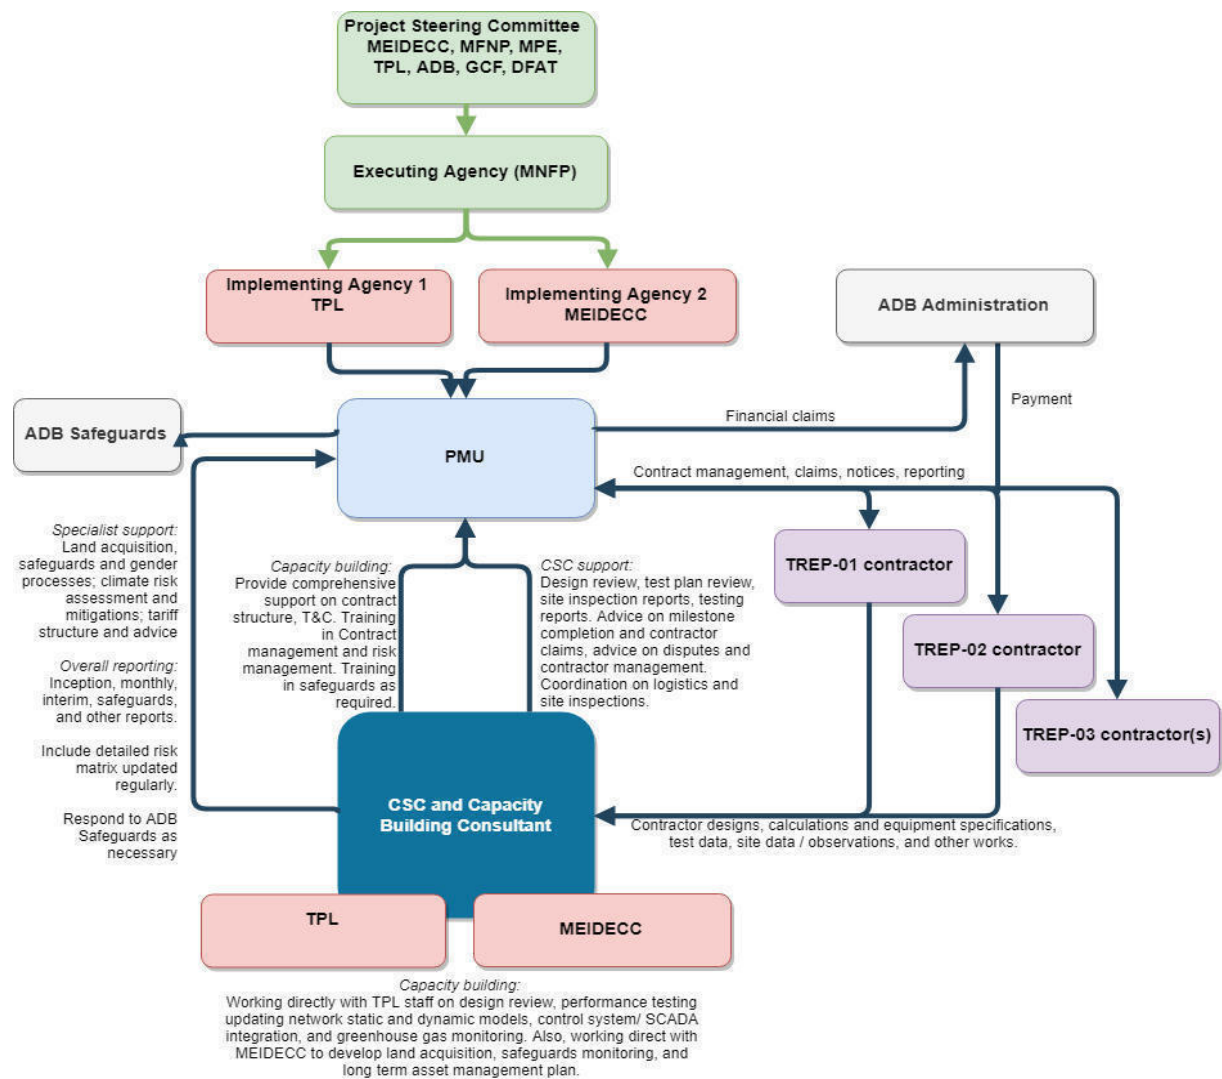 Project Steering Committee
MEIDECC, MFNP, MPE,
TPL, ADB, GCF, DFAT
Executing Agency (MNFP)
Implementing Agency 1
TPL
Implementing Agency 2
MEIDECC
ADB Administration
Payment
ADB Safeguards
PMU
Financial claims
Contract management, claims, notices, reporting
Specialist support:
Land acquisition,
safeguards and gender
processes; climate risk
assessment and
mitigations; tariff
structure and advice
Overall reporting:
Inception, monthly,
interim, safeguards,
and other reports.
Include detailed risk
matrix updated
regularly.
Respond to ADB
Safeguards as
necessary
Capacity building:
Provide comprehensive
support on contract
structure, T&C. Training
in Contract
management and risk
management. Training
in safeguards as
required.
CSC support:
Design review, test plan review,
site inspection reports, testing
reports. Advice on milestone
completion and contractor
claims, advice on disputes and
contractor management.
Coordination on logistics and
site inspections.
TREP-01 contractor
TREP-02 contractor
TREP-03 contractor(s)
CSC and Capacity
Building Consultant
Contractor designs, calculations and equipment specifications,
test data, site data / observations, and other works.
TPL
MEIDECC
Capacity building:
Working directly with TPL staff on design review, performance testing
updating network static and dynamic models, control system/ SCADA
integration, and greenhouse gas monitoring. Also, working direct with
MEIDECC to develop land acquisition, safeguards monitoring, and
long term asset management plan.